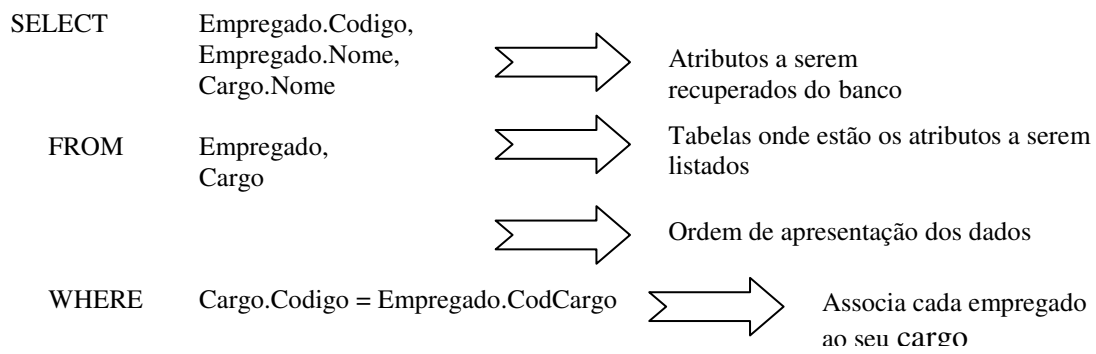 SELECT Empregado.Codigo,
Empregado.Nome,
Cargo.Nome
Atributos a serem
recuperados do banco
FROM Empregado,
Cargo
Tabelas onde estão os atributos a serem
listados
Ordem de apresentação dos dados
WHERE Cargo.Codigo = Empregado.CodCargo
Associa cada empregado
ao seu cargo